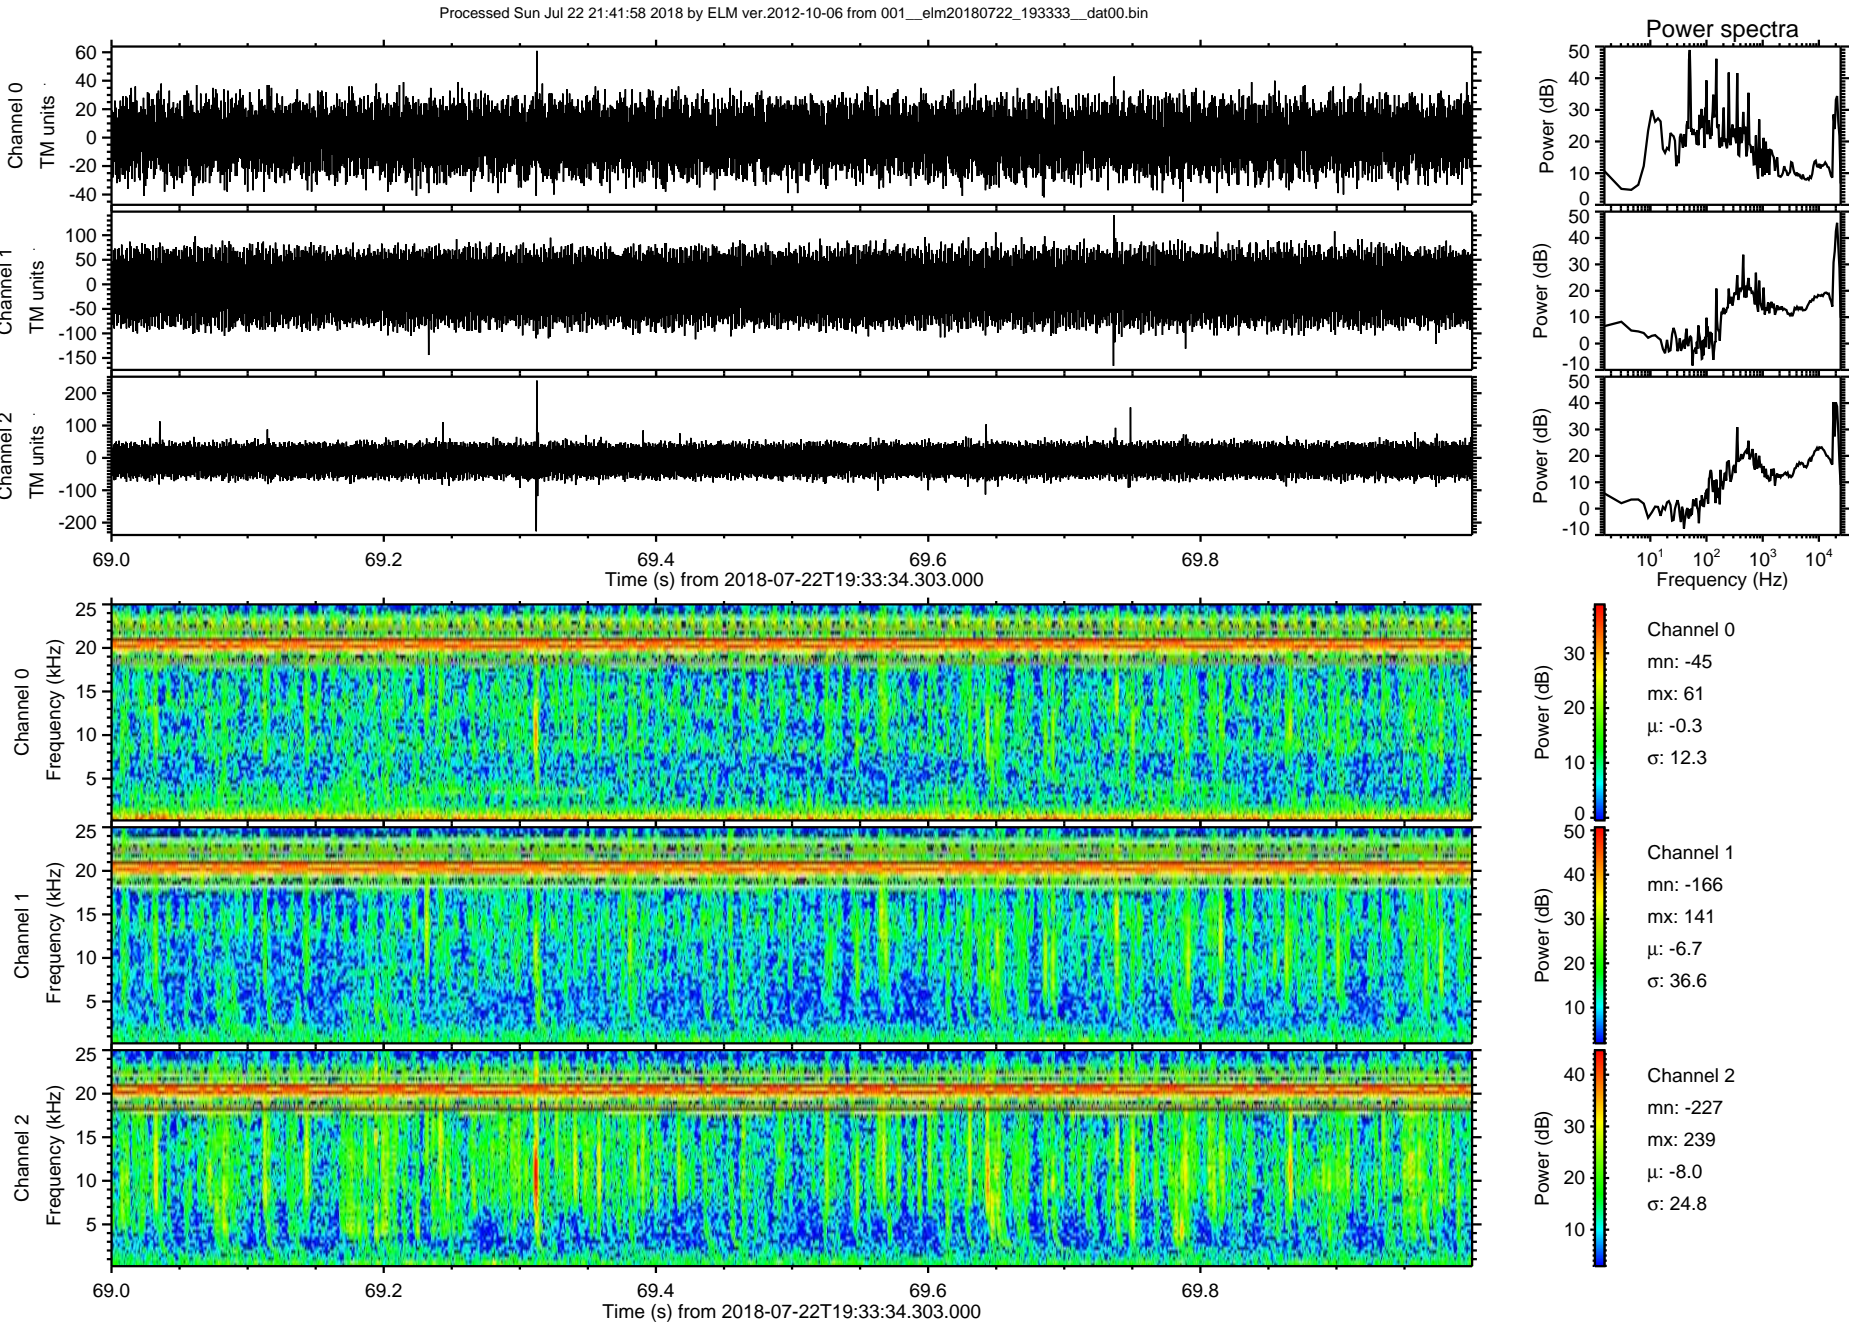 Processed Sun Jul 22 21:41:58 2018 by ELM ver.2012-10-06 from 001__elm20180722_193333__dat00.bin
Power spectra
Channel 0
TM units
60
40
20
0
-20
-40
Power (dB)
50
40
30
20
10
0
Channel 1
TM units
100
50
0
-50
-100
-150
Power (dB)
50
40
30
20
10
0
-10
Channel 2
TM units
200
100
0
-100
-200
Power (dB)
50
40
30
20
10
0
-10
69.0 69.2 69.4 69.6 69.8
Time (s) from 2018-07-22T19:33:34.303.000
10^1 10^2 10^3 10^4
Frequency (Hz)
Channel 0
Frequency (kHz)
25
20
15
10
5
Power (dB)
30
20
10
0
Channel 0
mn: -45
mx: 61
μ: -0.3
σ: 12.3
Channel 1
Frequency (kHz)
25
20
15
10
5
Power (dB)
50
40
30
20
10
Channel 1
mn: -166
mx: 141
μ: -6.7
σ: 36.6
Channel 2
Frequency (kHz)
25
20
15
10
5
Power (dB)
40
30
20
10
Channel 2
mn: -227
mx: 239
μ: -8.0
σ: 24.8
69.0 69.2 69.4 69.6 69.8
Time (s) from 2018-07-22T19:33:34.303.000